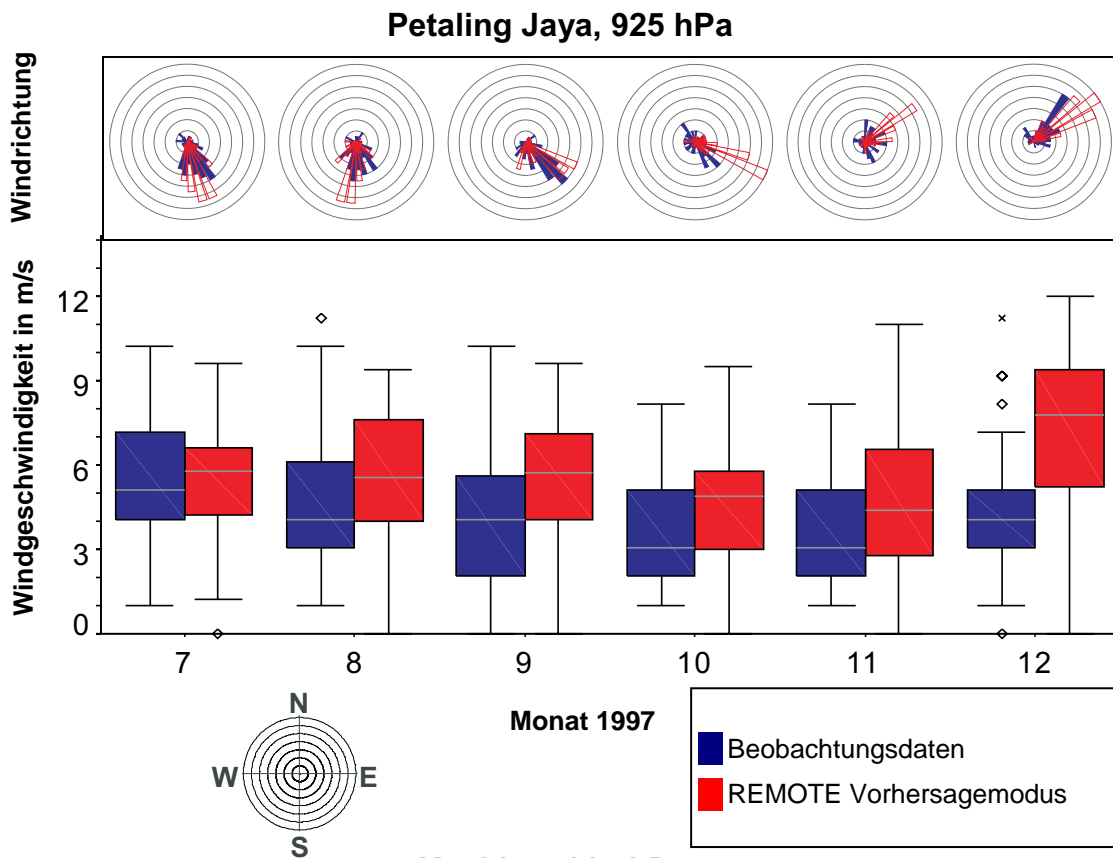 Petaling Jaya, 925 hPa
Windrichtung
Windgeschwindigkeit in m/s
12
9
6
3
0
7 8 9 10 11 12
Monat 1997
N
W E
S
Beobachtungsdaten
REMOTE Vorhersagemodus